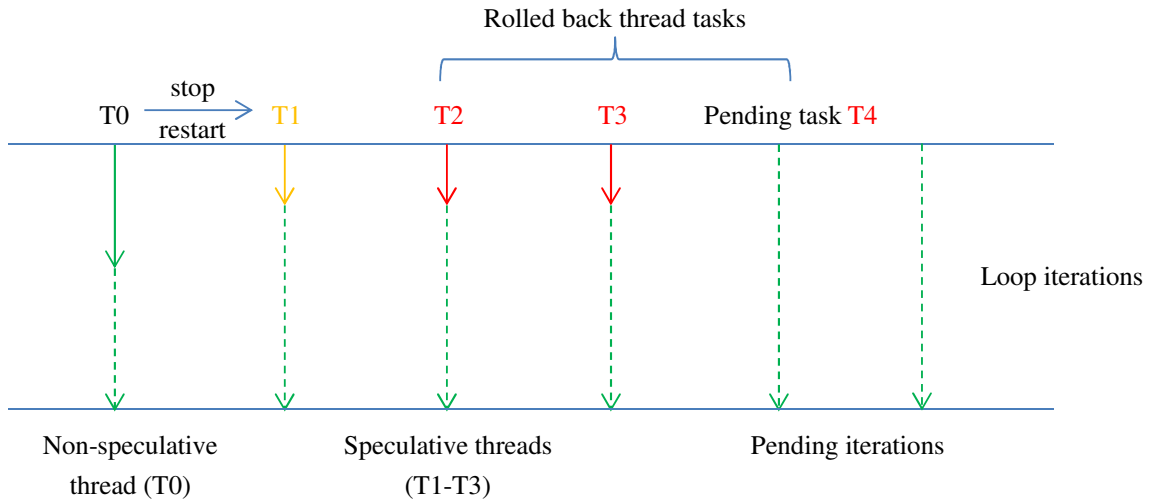 Rolled back thread tasks
stop
T0
T1
T2
T3
Pending task T4
restart
Loop iterations
Non-speculative
thread (T0)
Speculative threads
(T1-T3)
Pending iterations